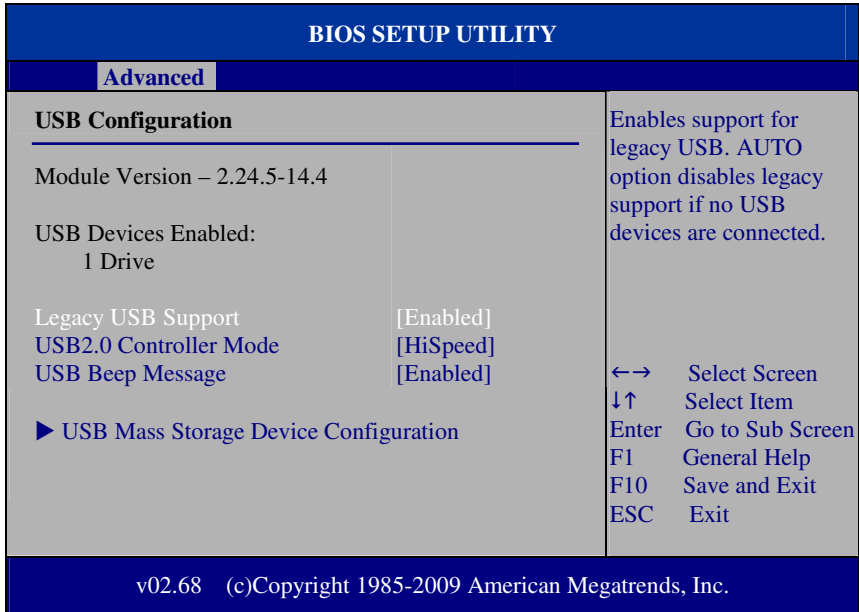 BIOS SETUP UTILITY
Advanced
USB Configuration
Module Version – 2.24.5-14.4
USB Devices Enabled:
1 Drive
Legacy USB Support [Enabled]
USB2.0 Controller Mode [HiSpeed]
USB Beep Message [Enabled]
▶ USB Mass Storage Device Configuration
Enables support for
legacy USB. AUTO
option disables legacy
support if no USB
devices are connected.
←→ Select Screen
↓↑ Select Item
Enter Go to Sub Screen
F1 General Help
F10 Save and Exit
ESC Exit
v02.68 (c)Copyright 1985-2009 American Megatrends, Inc.